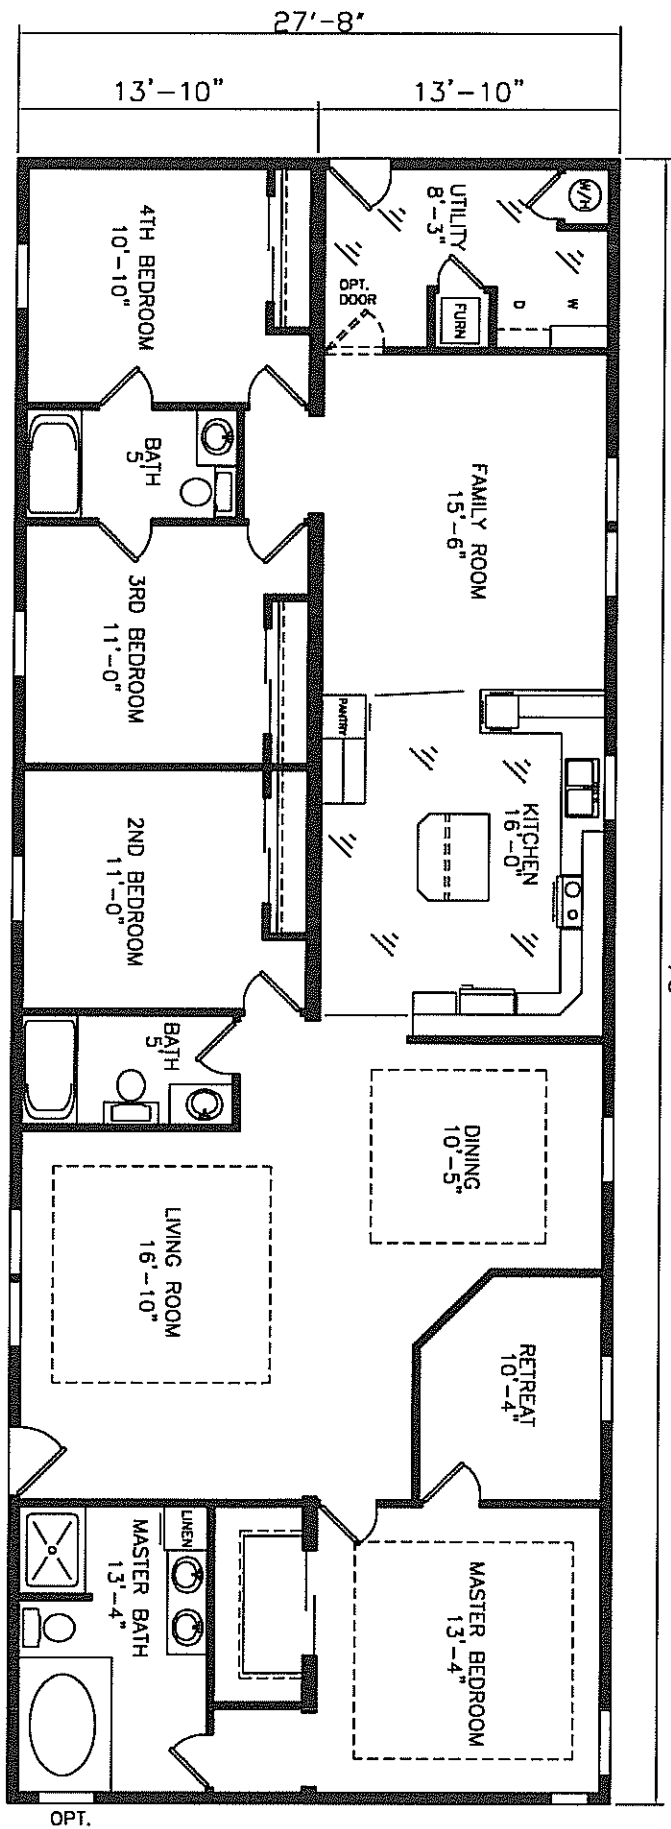 27'-8"
13'-10"
13'-10"
4TH BEDROOM
10'-10"
UTILITY
8'-3"
W/H
OPT.
DOOR
FURN
D
W
BATH
5'
FAMILY ROOM
15'-6"
3RD BEDROOM
11'-0"
PANTRY
KITCHEN
16'-0"
2ND BEDROOM
11'-0"
BATH
5'
DINING
10'-5"
LIVING ROOM
16'-10"
RETREAT
10'-4"
LINEN
MASTER BATH
13'-4"
MASTER BEDROOM
13'-4"
OPT.